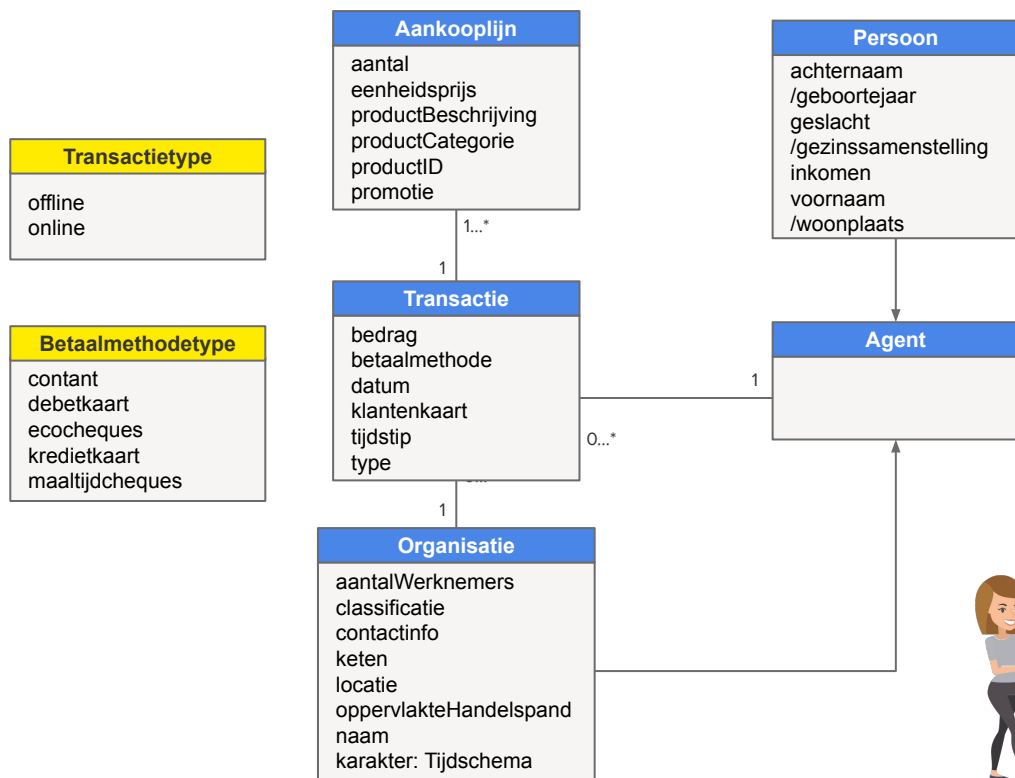 Aankooplijn
aantal
eenheidsprijs
productBeschrijving
productCategorie
productID
promotie
Persoon
achternaam
/geboortejaar
geslacht
/gezinssamenstelling
inkomen
voornaam
/woonplaats
Transactietype
offline
online
1...*
1
Transactie
bedrag
betaalmethode
datum
klantenkaart
tijdstip
type
Agent
1
0...*
Betaalmethodetype
contant
debetkaart
ecocheques
kredietkaart
maaltijdcheques
1
Organisatie
aantalWerknemers
classificatie
contactinfo
keten
locatie
oppervlakteHandelspand
naam
karakter: Tijdschema